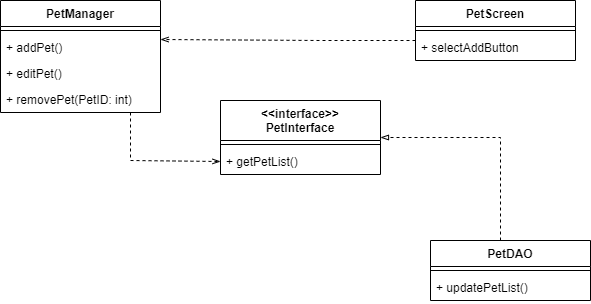 PetManager
+ addPet()
+ editPet()
+ removePet(PetID: int)
PetScreen
+ selectAddButton
<<interface>>
PetInterface
+ getPetList()
PetDAO
+ updatePetList()